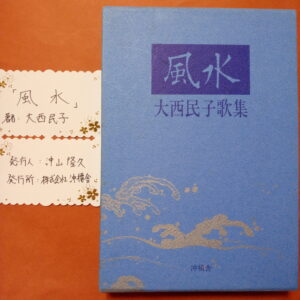 「風水」
著者:大西民子
発行人:沖山隆久
発行所:株式会社沖積舎
風水
大西民子歌集
沖積舎